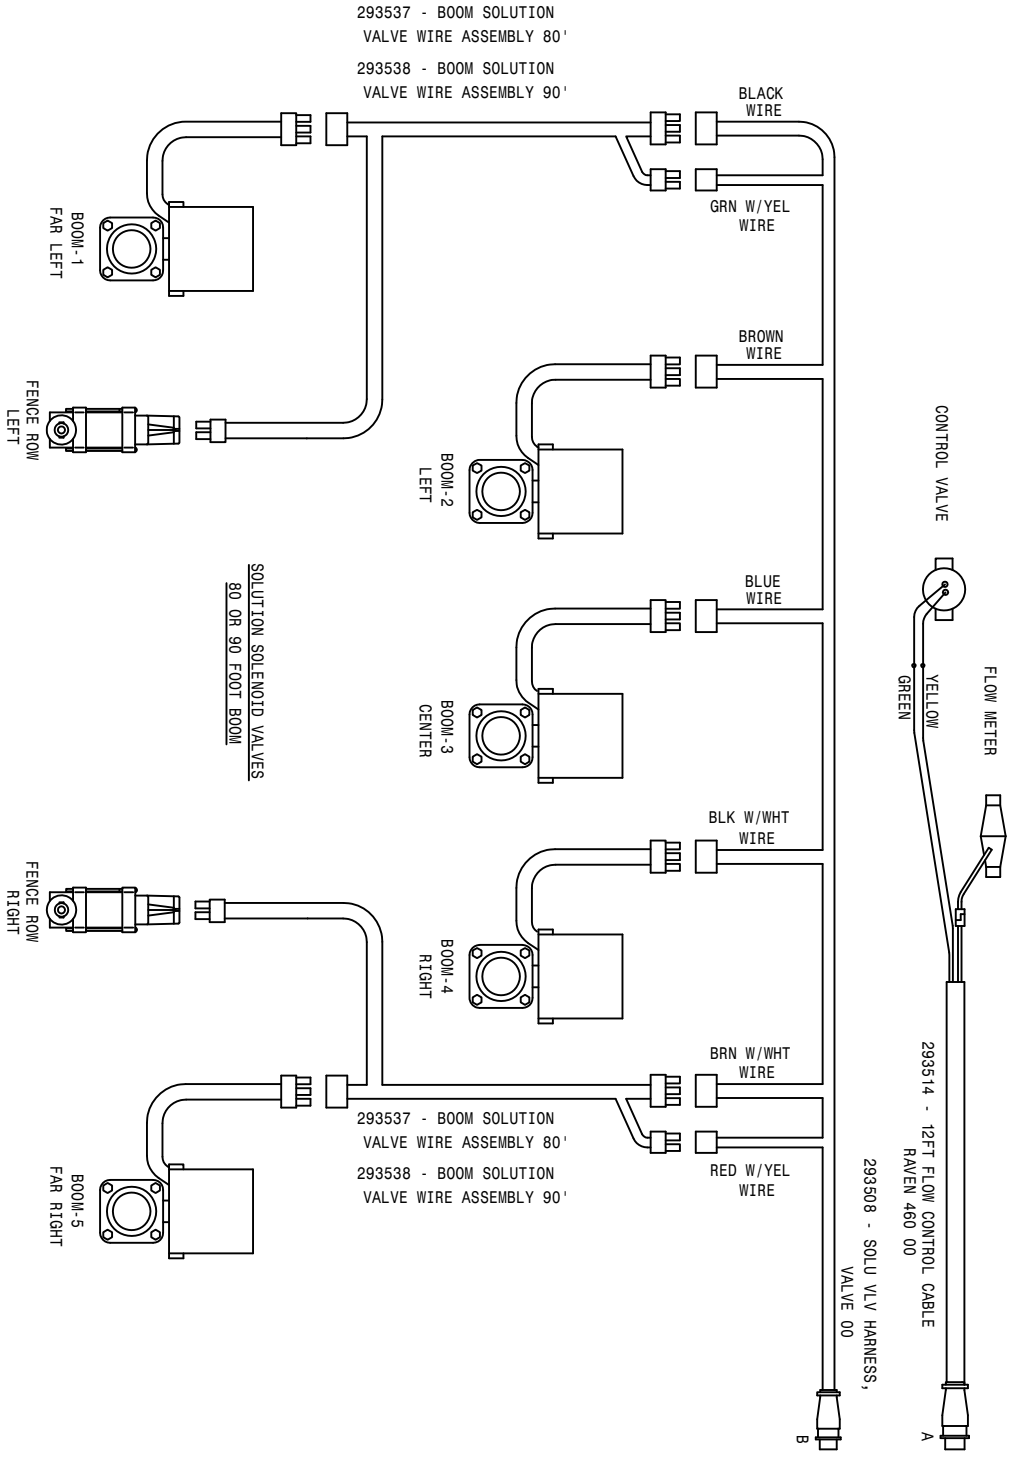 293537 - BOOM SOLUTION
VALVE WIRE ASSEMBLY 80'
293538 - BOOM SOLUTION
VALVE WIRE ASSEMBLY 90'
BLACK
WIRE
GRN W/YEL
WIRE
BOOM-1
FAR LEFT
BROWN
WIRE
FENCE ROW
LEFT
BOOM-2
LEFT
CONTROL VALVE
BLUE
WIRE
SOLUTION SOLENOID VALVES
80 OR 90 FOOT BOOM
YELLOW
GREEN
FLOW METER
BOOM-3
CENTER
BLK W/WHT
WIRE
FENCE ROW
RIGHT
BOOM-4
RIGHT
BRN W/WHT
WIRE
293514 - 12FT FLOW CONTROL CABLE
RAVEN 460 00
293537 - BOOM SOLUTION
VALVE WIRE ASSEMBLY 80'
293538 - BOOM SOLUTION
VALVE WIRE ASSEMBLY 90'
RED W/YEL
WIRE
BOOM-5
FAR RIGHT
293508 - SOLU VLV HARNESS,
VALVE 00
A
B